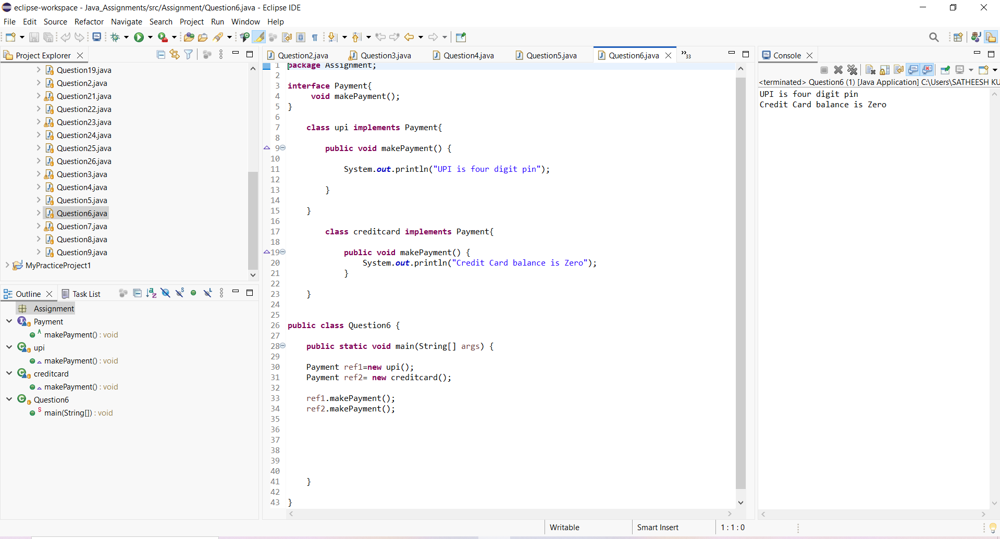 eclipse-workspace - Java_Assignments/src/Assignment/Question6.java - Eclipse IDE
File Edit Source Refactor Navigate Search Project Run Window Help
Project Explorer
Question19.java
Question2.java
Question21.java
Question22.java
Question23.java
Question24.java
Question25.java
Question26.java
Question3.java
Question4.java
Question5.java
Question6.java
Question7.java
Question8.java
Question9.java
MyPracticeProject1
Outline Task List
Assignment
Payment
makePayment() : void
upi
makePayment() : void
creditcard
makePayment() : void
Question6
main(String[]) : void
Question2.java Question3.java Question4.java Question5.java Question6.java »33
1 package Assignment;
2
3 interface Payment{
4 void makePayment();
5 }
6
7 class upi implements Payment{
8
9 public void makePayment() {
10
11 System.out.println("UPI is four digit pin");
12
13 }
14
15 }
16
17 class creditcard implements Payment{
18
19 public void makePayment() {
20 System.out.println("Credit Card balance is Zero");
21 }
22
23 }
24
25
26 public class Question6 {
27
28 public static void main(String[] args) {
29
30 Payment ref1=new upi();
31 Payment ref2= new creditcard();
32
33 ref1.makePayment();
34 ref2.makePayment();
35
36
37
38
39
40
41 }
42
43 }
Console
<terminated> Question6 (1) [Java Application] C:\Users\SATHEESH KU
UPI is four digit pin
Credit Card balance is Zero
Writable Smart Insert 1 : 1 : 0